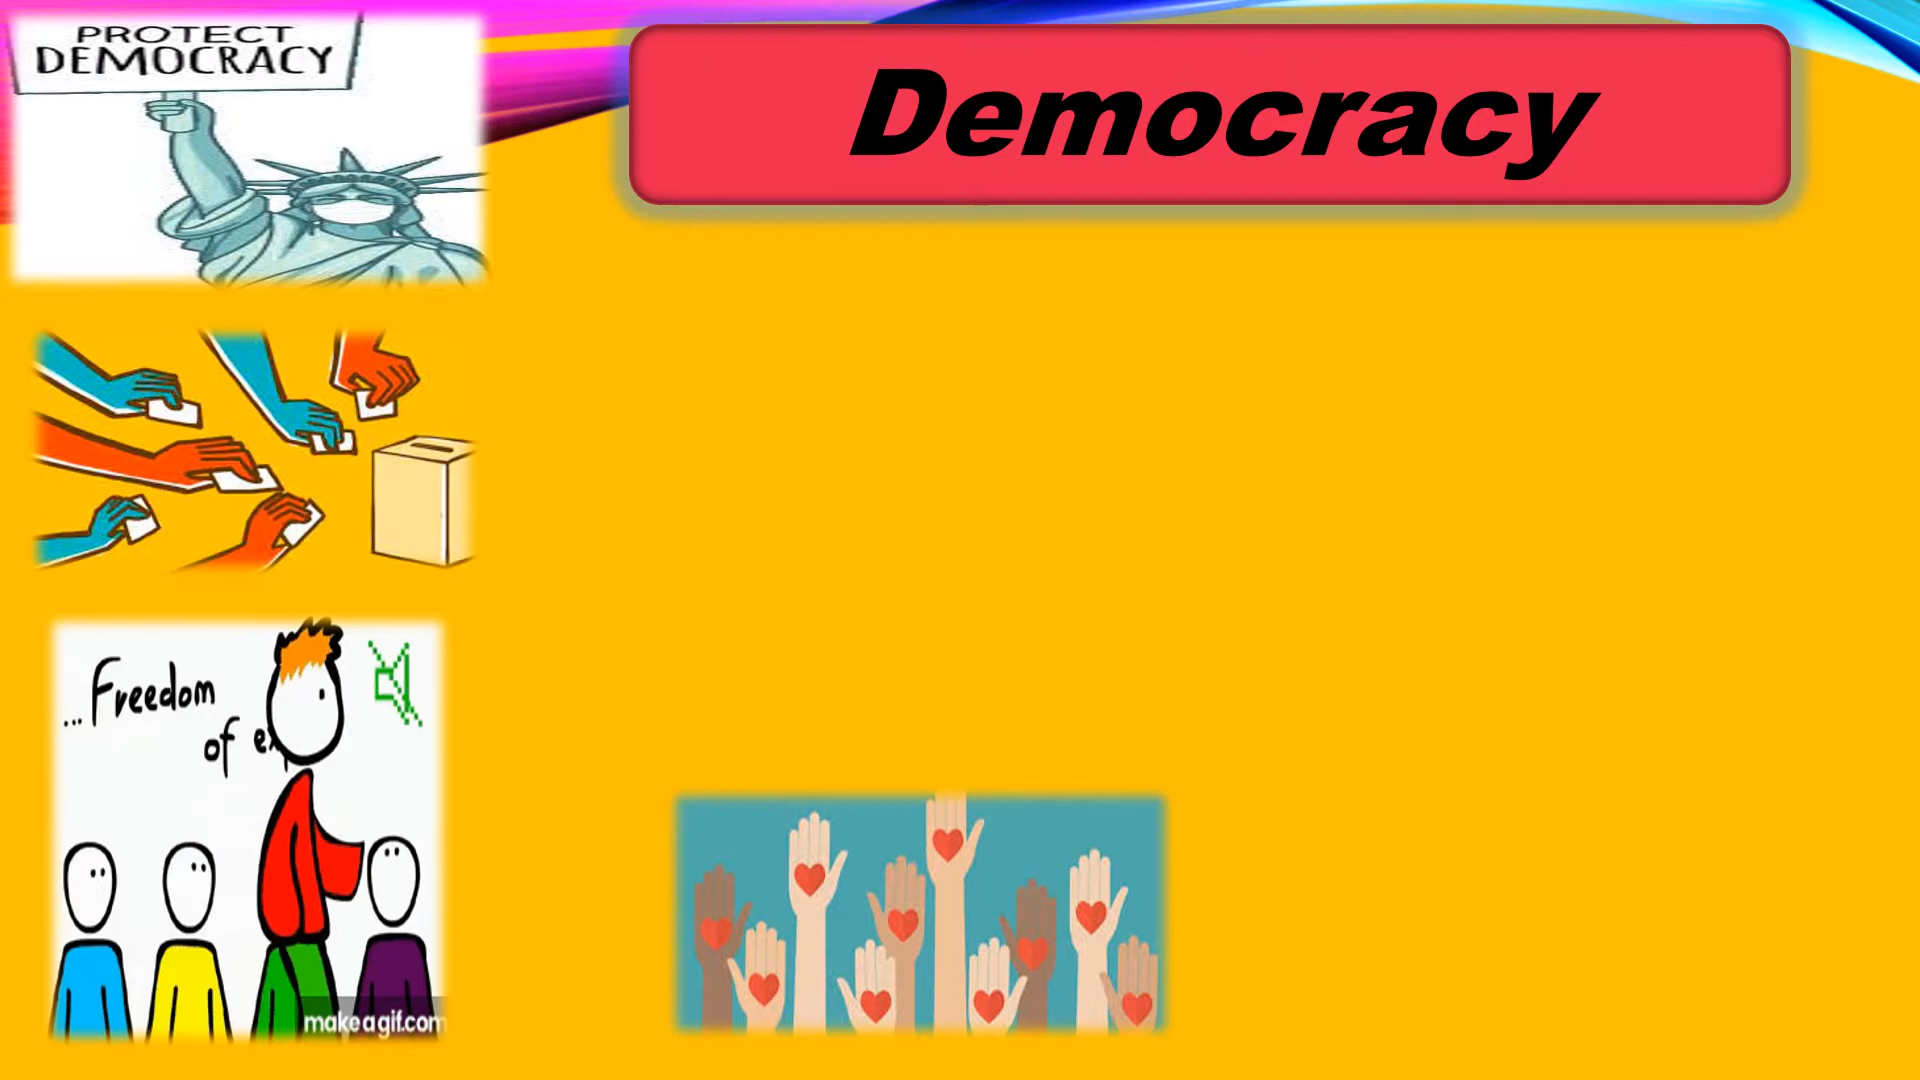 PROTECT
DEMOCRACY
Democracy
...Freedom
of
makeagif.com